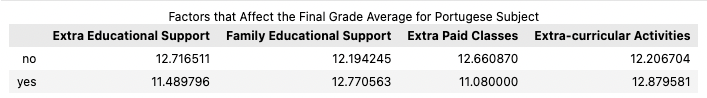 Factors that Affect the Final Grade Average for Portugese Subject
Extra Educational Support Family Educational Support Extra Paid Classes Extra-curricular Activities
no 12.716511 12.194245 12.660870 12.206704
yes 11.489796 12.770563 11.080000 12.879581